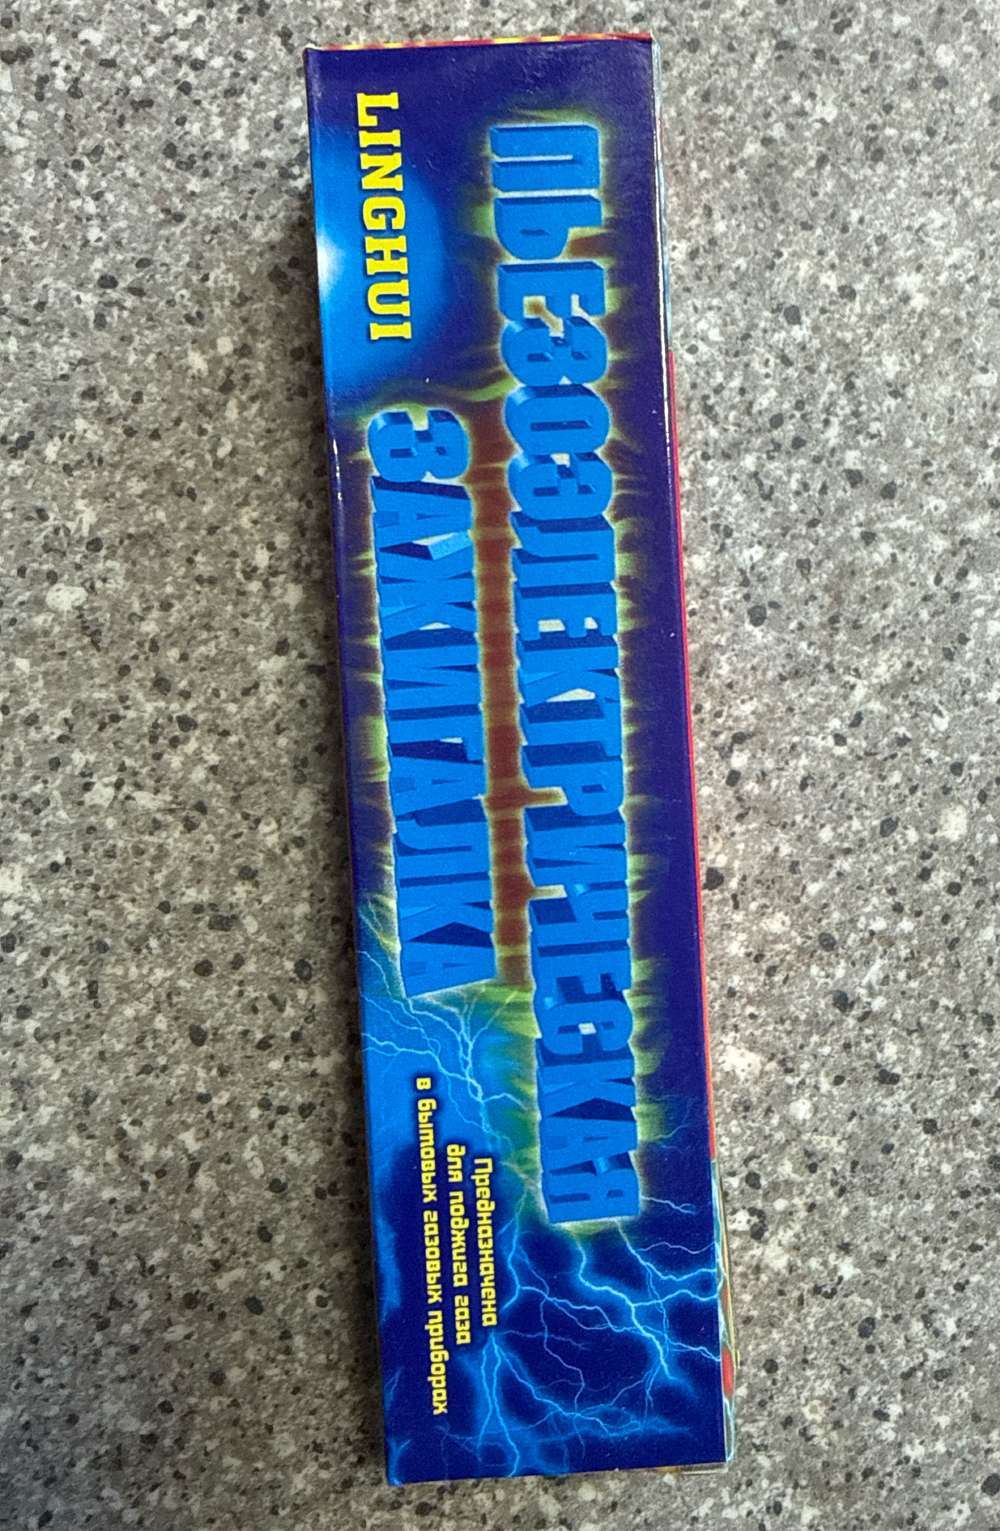 ПЬЕЗОЭЛЕКТРИЧЕСКАЯ
ЗАЖИГАЛКА
LINGHUI
Предназначена
для поджига газа
в бытовых газовых приборах